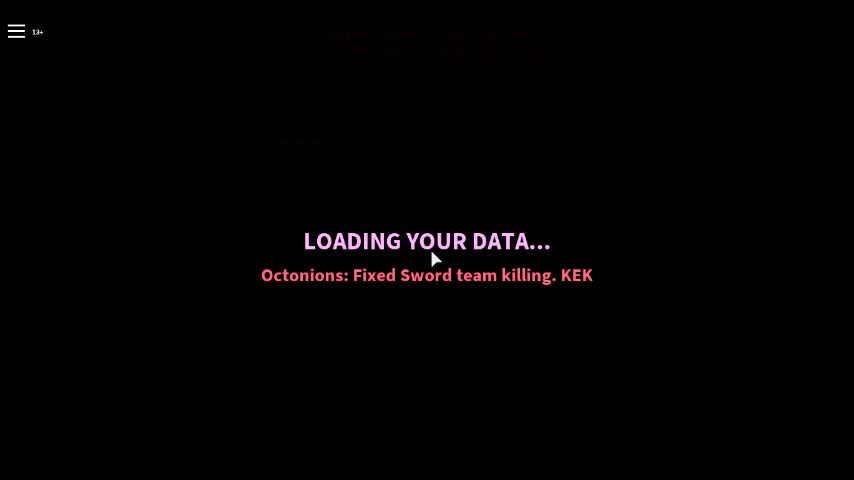 13+
LOADING YOUR DATA...
Octonions: Fixed Sword team killing. KEK